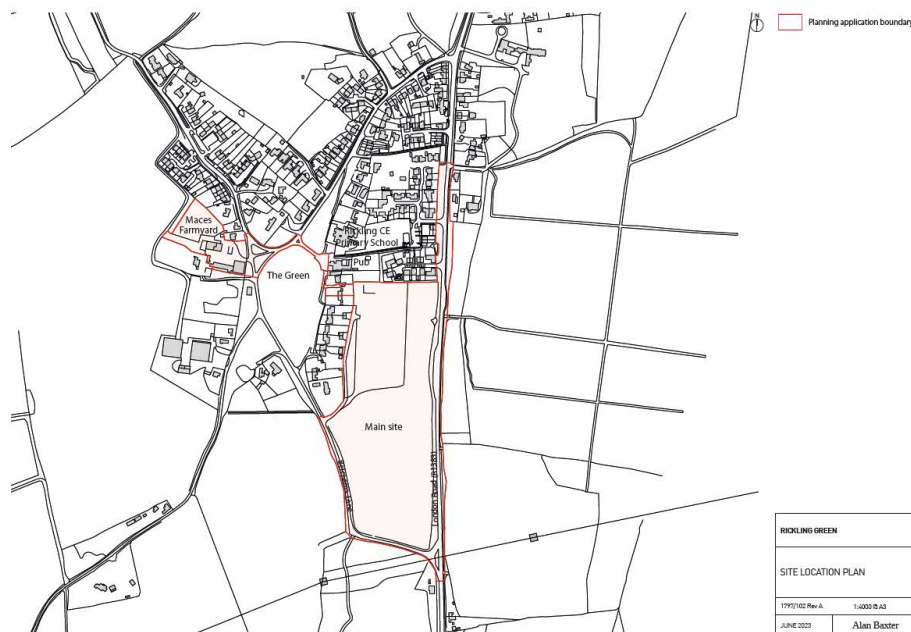 N
Planning application boundary
Maces
Farmyard
Rickling CE
Primary School
Pub
The Green
Main site
London Road (B1383)
RICKLING GREEN
SITE LOCATION PLAN
1797/102 Rev A
1:4000 @ A3
JUNE 2023
Alan Baxter